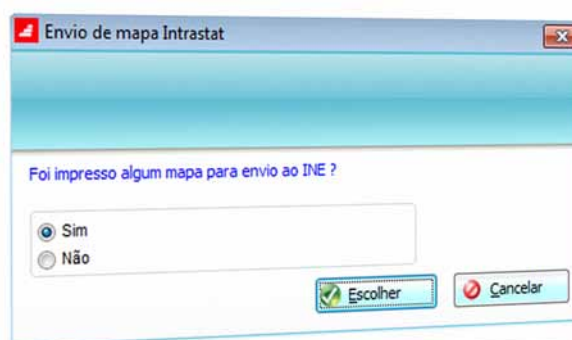 Envio de mapa Intrastat
Foi impresso algum mapa para envio ao INE ?
Sim
Não
Escolher
Cancelar